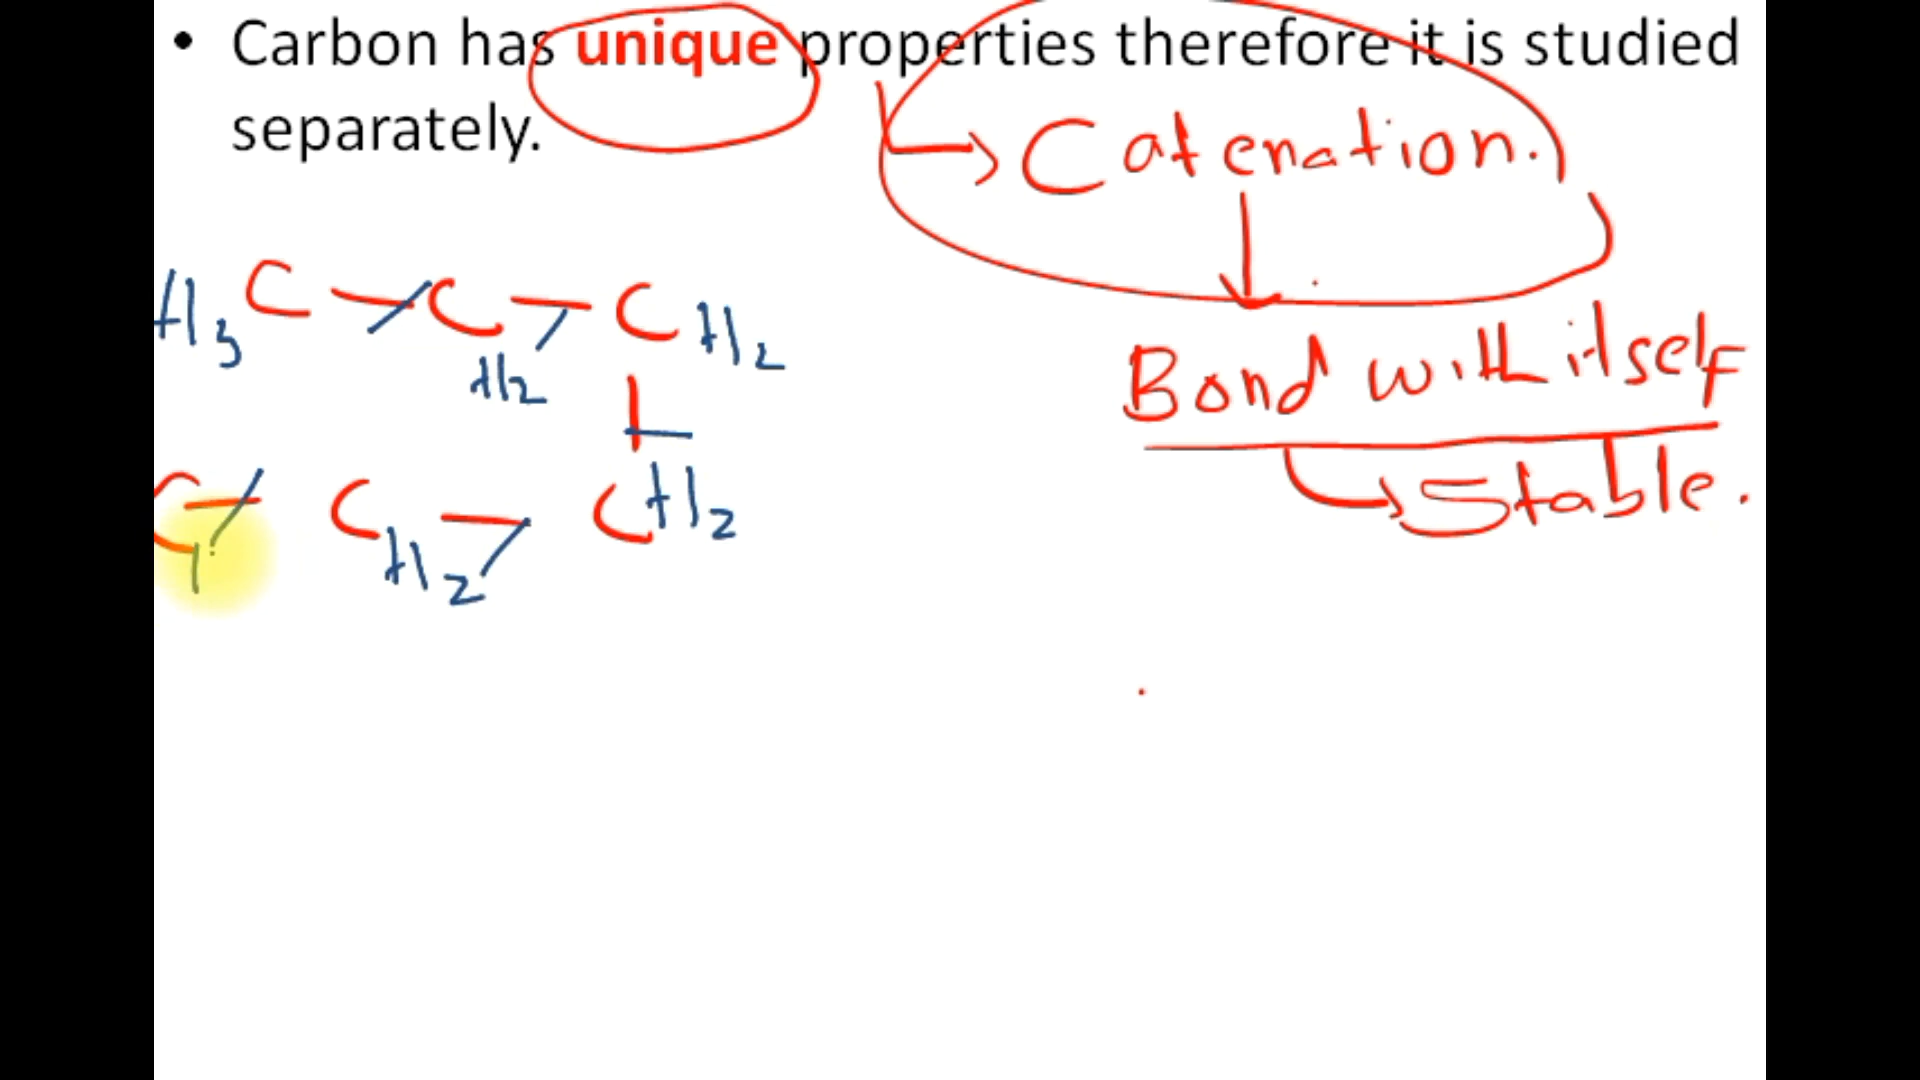 • Carbon has unique properties therefore it is studied
separately.
→ Catenation.
Bond with itself
→ Stable.
H3C – C – CH2
H2
C – CH2 – CH2